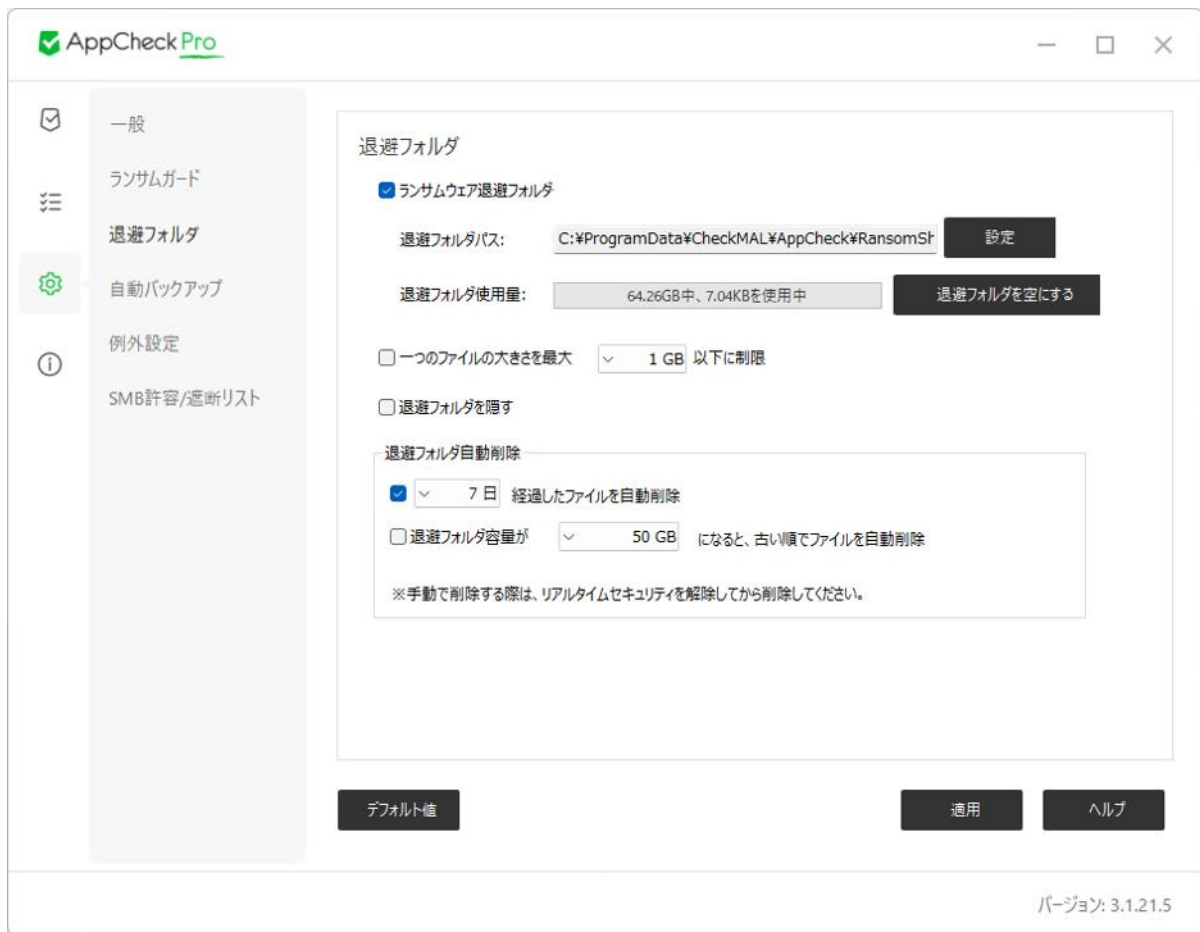 AppCheck Pro
一般
ランサムガード
退避フォルダ
自動バックアップ
例外設定
SMB許容/遮断リスト
退避フォルダ
ランサムウェア退避フォルダ
退避フォルダパス: C:¥ProgramData¥CheckMAL¥AppCheck¥RansomSh 設定
退避フォルダ使用量: 64.26GB中、7.04KBを使用中 退避フォルダを空にする
一つのファイルの大きさを最大 1 GB 以下に制限
退避フォルダを隠す
退避フォルダ自動削除
7 日 経過したファイルを自動削除
退避フォルダ容量が 50 GB になると、古い順でファイルを自動削除
※手動で削除する際は、リアルタイムセキュリティを解除してから削除してください。
デフォルト値 適用 ヘルプ
バージョン: 3.1.21.5